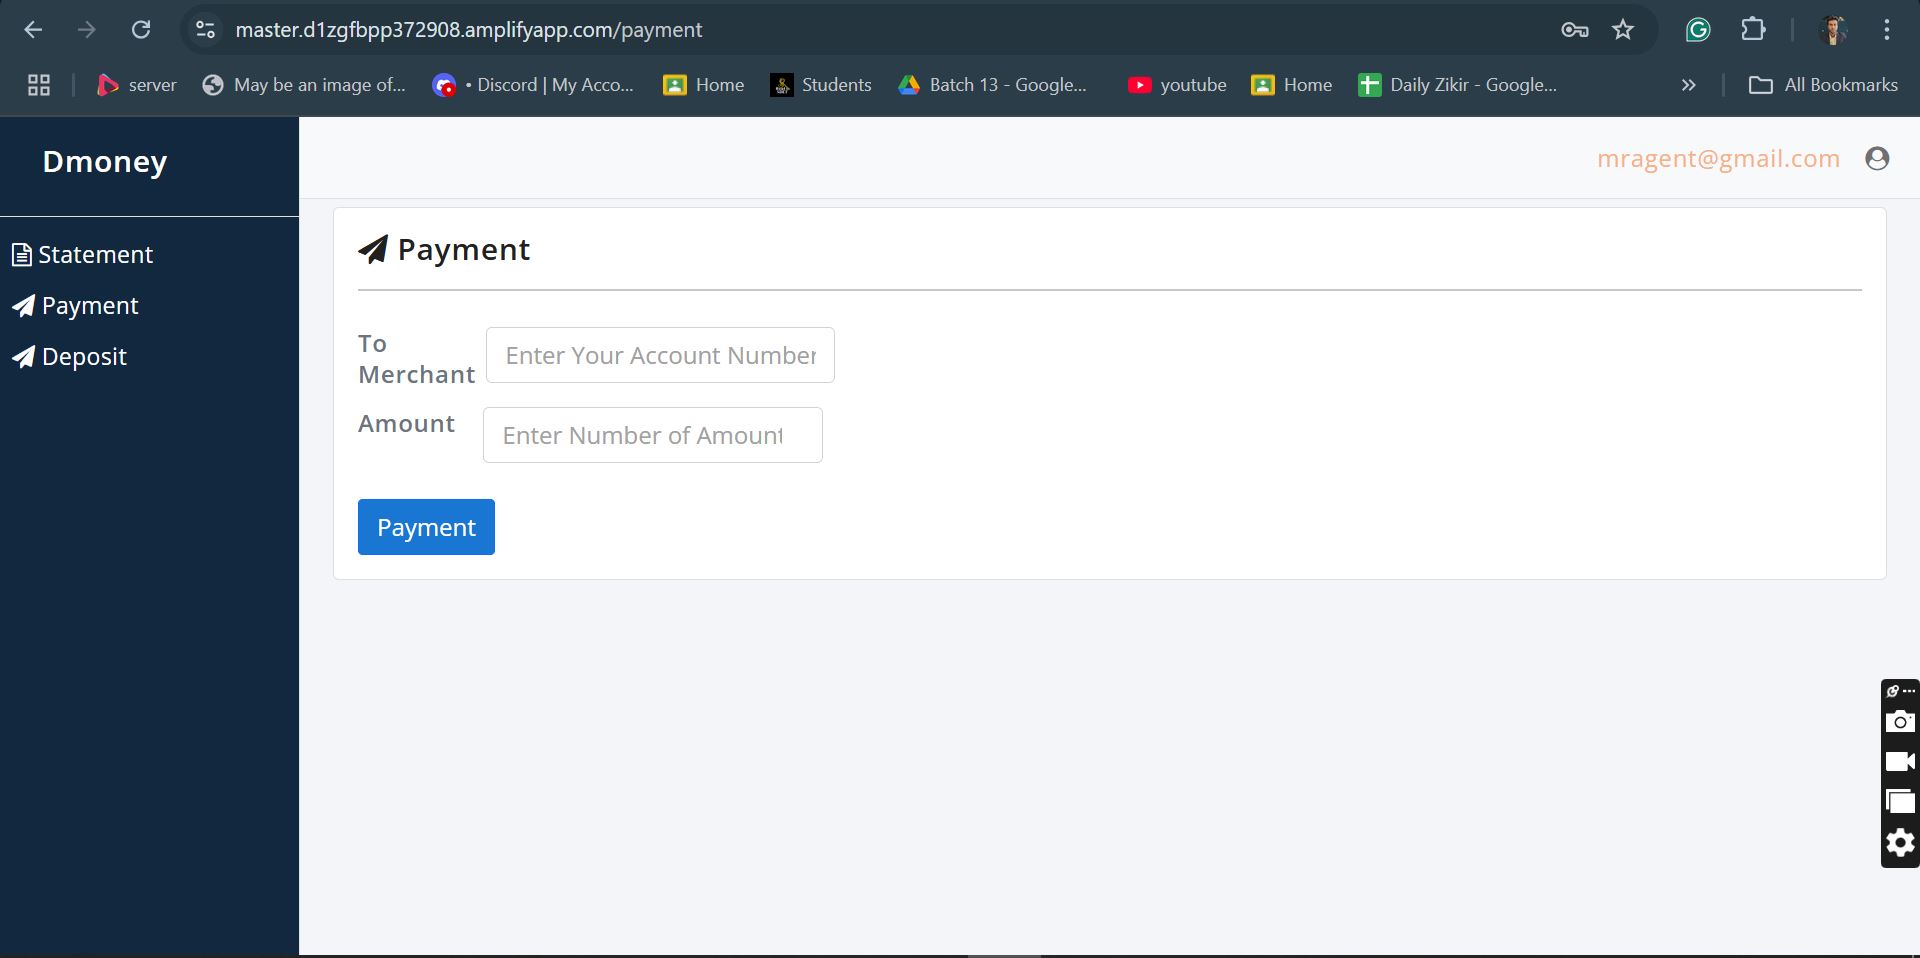 master.d1zgfbpp372908.amplifyapp.com/payment
server May be an image of... • Discord | My Acco... Home Students Batch 13 - Google... youtube Home Daily Zikir - Google... » All Bookmarks
Dmoney
mragent@gmail.com
Statement
Payment
Deposit
Payment
To
Merchant
Enter Your Account Number
Amount
Enter Number of Amount
Payment